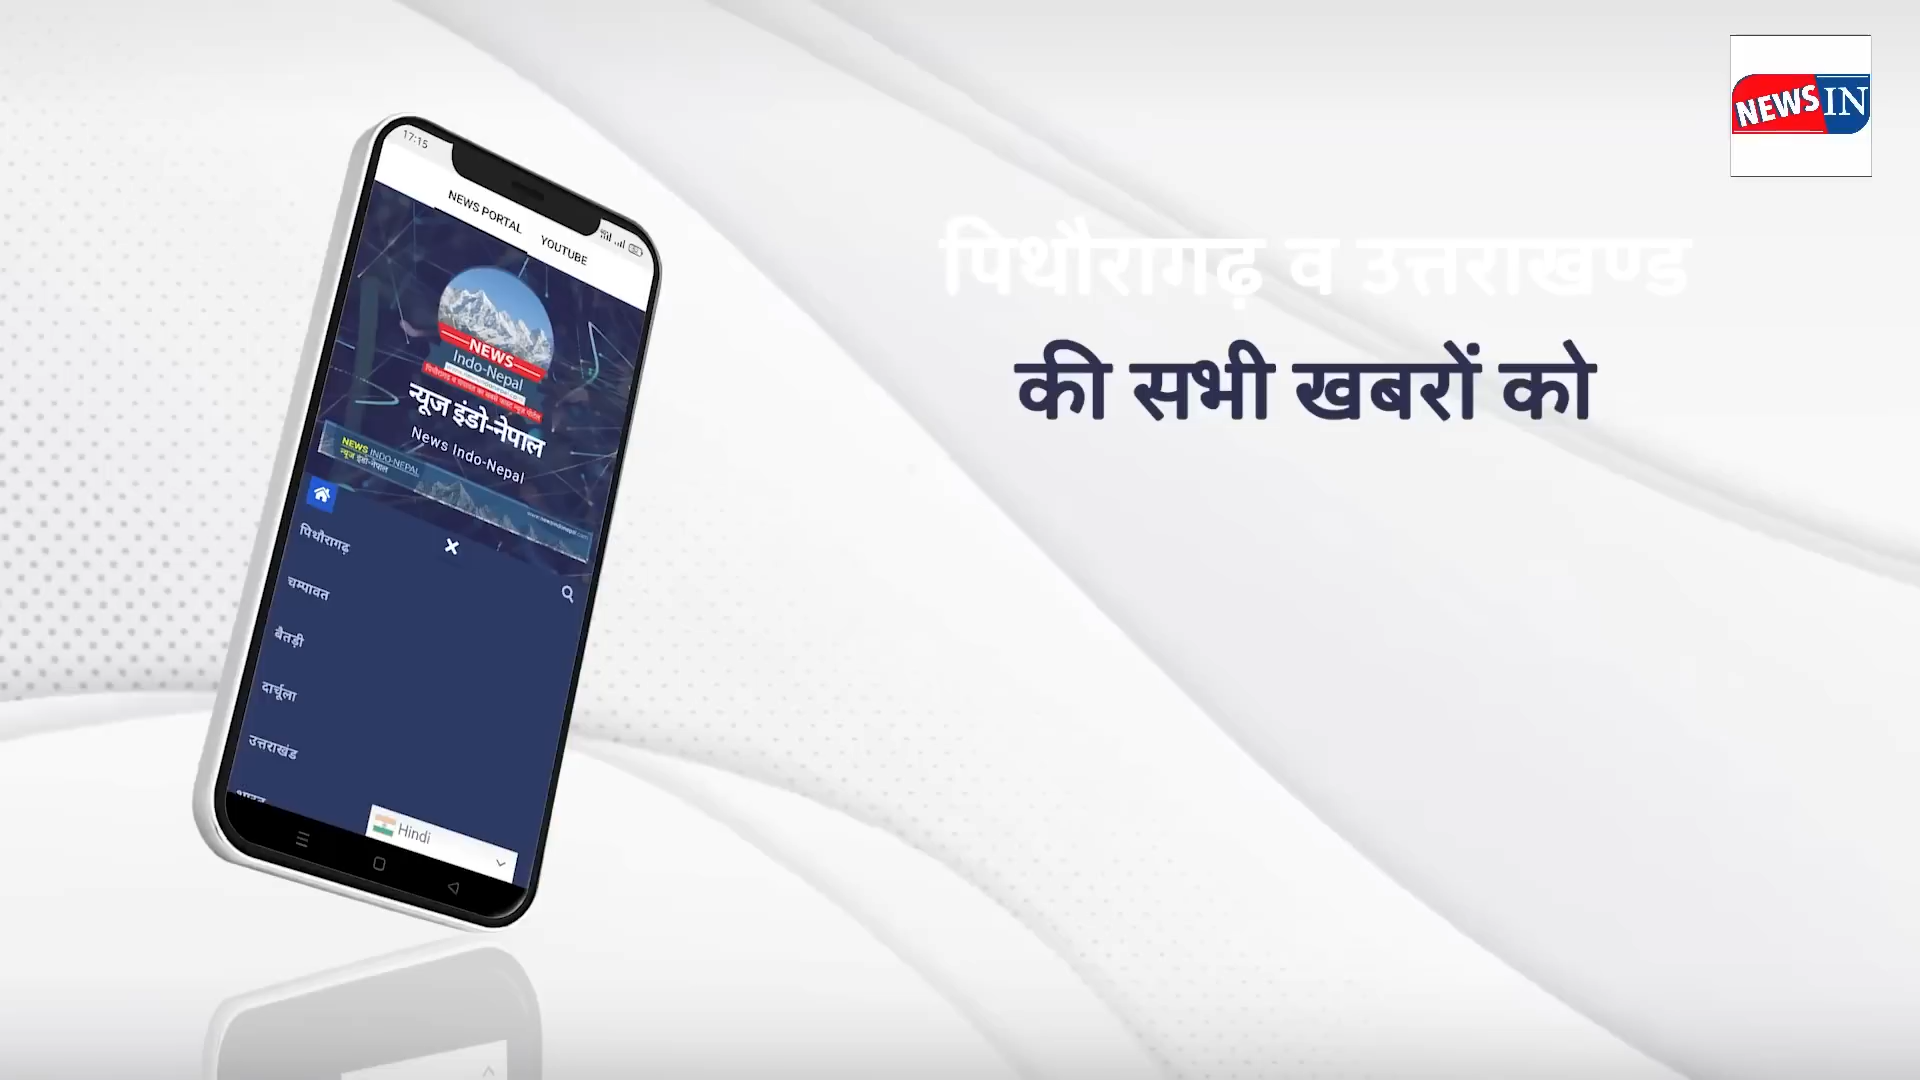 NEWS IN
पिथौरागढ़ व उत्तराखण्ड
की सभी खबरों को
17:15
NEWS PORTAL YOUTUBE
NEWS
Indo-Nepal
न्यूज इंडो-नेपाल
News Indo-Nepal
NEWS INDO-NEPAL
न्यूज इंडो-नेपाल
पिथौरागढ़
चम्पावत
बैतड़ी
दार्चूला
उत्तराखंड
Hindi